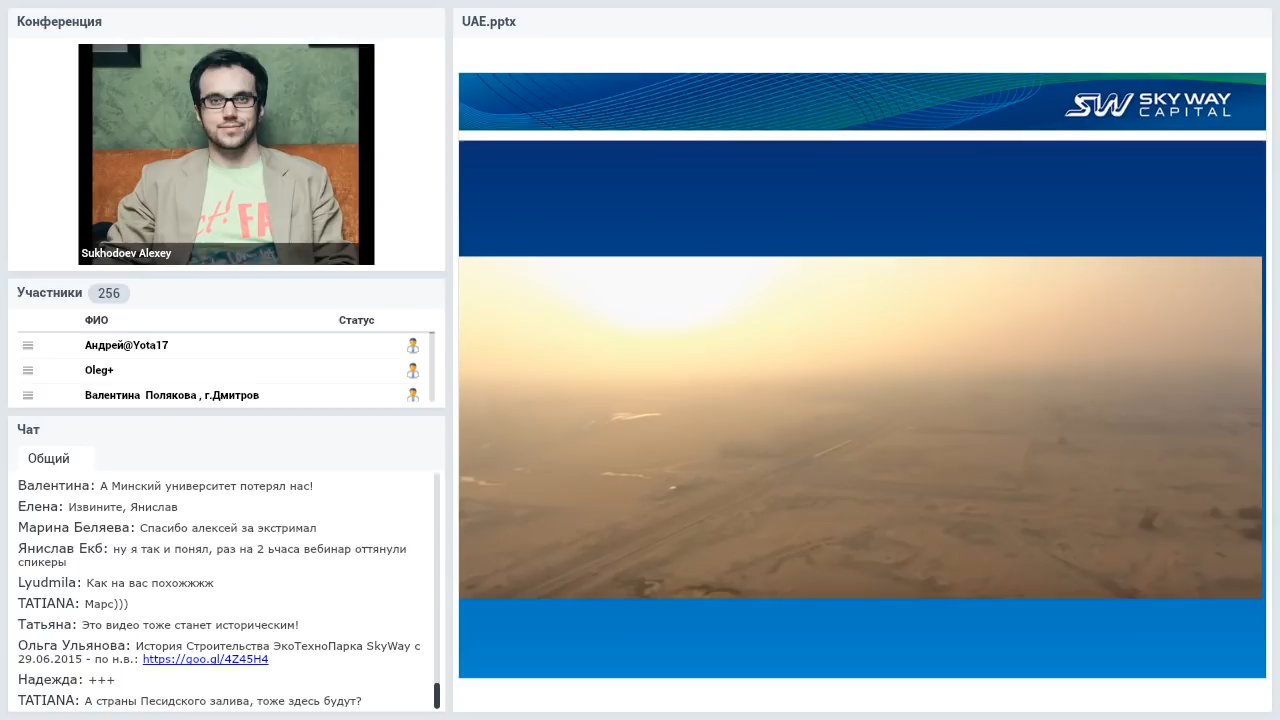 Конференция
Sukhodoev Alexey
Участники 256
ФИО Статус
Андрей@Yota17
Oleg+
Валентина Полякова , г.Дмитров
Чат
Общий
Валентина: А Минский университет потерял нас!
Елена: Извините, Янислав
Марина Беляева: Спасибо алексей за экстримал
Янислав Екб: ну я так и понял, раз на 2 ьчаса вебинар оттянули
спикеры
Lyudmila: Как на вас похожжжж
TATIANA: Марс)))
Татьяна: Это видео тоже станет историческим!
Ольга Ульянова: История Строительства ЭкоТехноПарка SkyWay с
29.06.2015 - по н.в.: https://goo.gl/4Z45H4
Надежда: +++
TATIANA: А страны Песидского залива, тоже здесь будут?
UAE.pptx
SW SKY WAY
CAPITAL